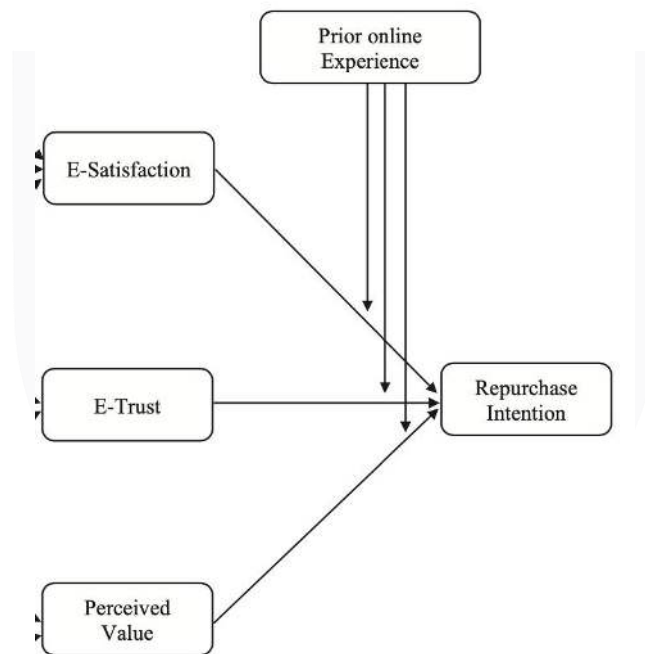 Prior online
Experience
E-Satisfaction
E-Trust
Repurchase
Intention
Perceived
Value